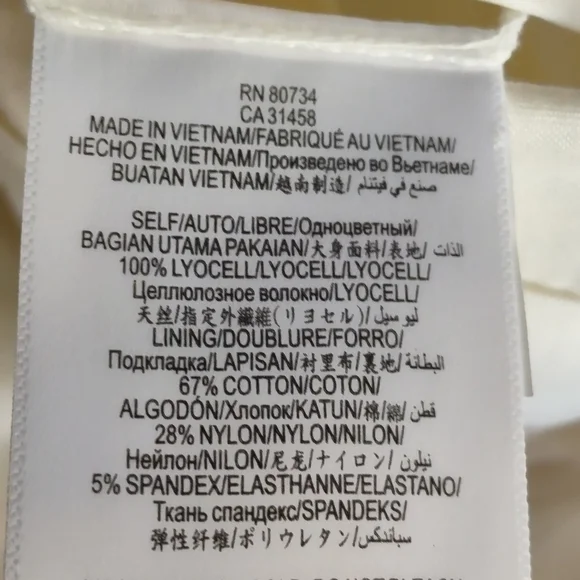 RN 80734
CA 31458
MADE IN VIETNAM/FABRIQUÉ AU VIETNAM/
HECHO EN VIETNAM/Произведено во Вьетнаме/
BUATAN VIETNAM/越南制造/ صنع في فيتنام
SELF/AUTO/LIBRE/Одноцветный/
BAGIAN UTAMA PAKAIAN/大身面料/表地/ الذات
100% LYOCELL/LYOCELL/LYOCELL/
Целлюлозное волокно/LYOCELL/
天丝/指定外繊維(リヨセル)/ ليوسيل
LINING/DOUBLURE/FORRO/
Подкладка/LAPISAN/衬里布/裏地/ البطانة
67% COTTON/COTON/
ALGODÓN/Хлопок/KATUN/棉/綿/ قطن
28% NYLON/NYLON/NILON/
Нейлон/NILON/尼龙/ナイロン/ نيلون
5% SPANDEX/ELASTHANNE/ELASTANO/
Ткань спандекс/SPANDEKS/
弹性纤维/ポリウレタン/ سباندكس